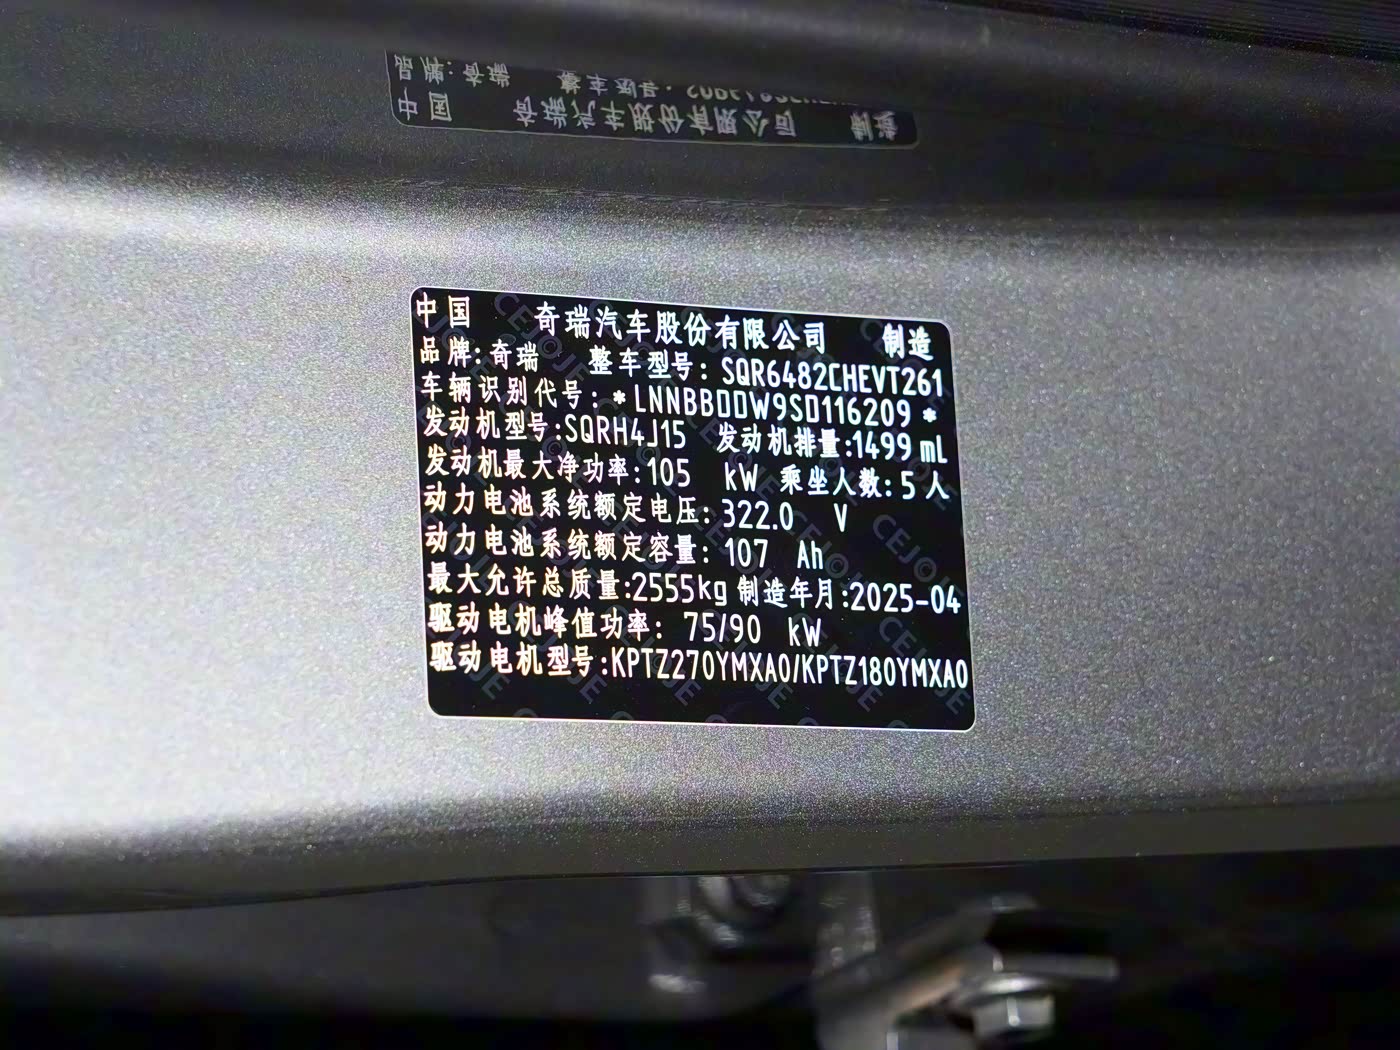 中国 奇瑞汽车股份有限公司 制造
品牌:奇瑞 整车型号:SQR6482CHEVT261
车辆识别代号:*LNNBBDDW9SD116209*
发动机型号:SQRH4J15 发动机排量:1499 mL
发动机最大净功率:105 kW 乘坐人数:5人
动力电池系统额定电压:322.0 V
动力电池系统额定容量:107 Ah
最大允许总质量:2555kg 制造年月:2025-04
驱动电机峰值功率: 75/90 kW
驱动电机型号:KPTZ270YMXA0/KPTZ180YMXA0